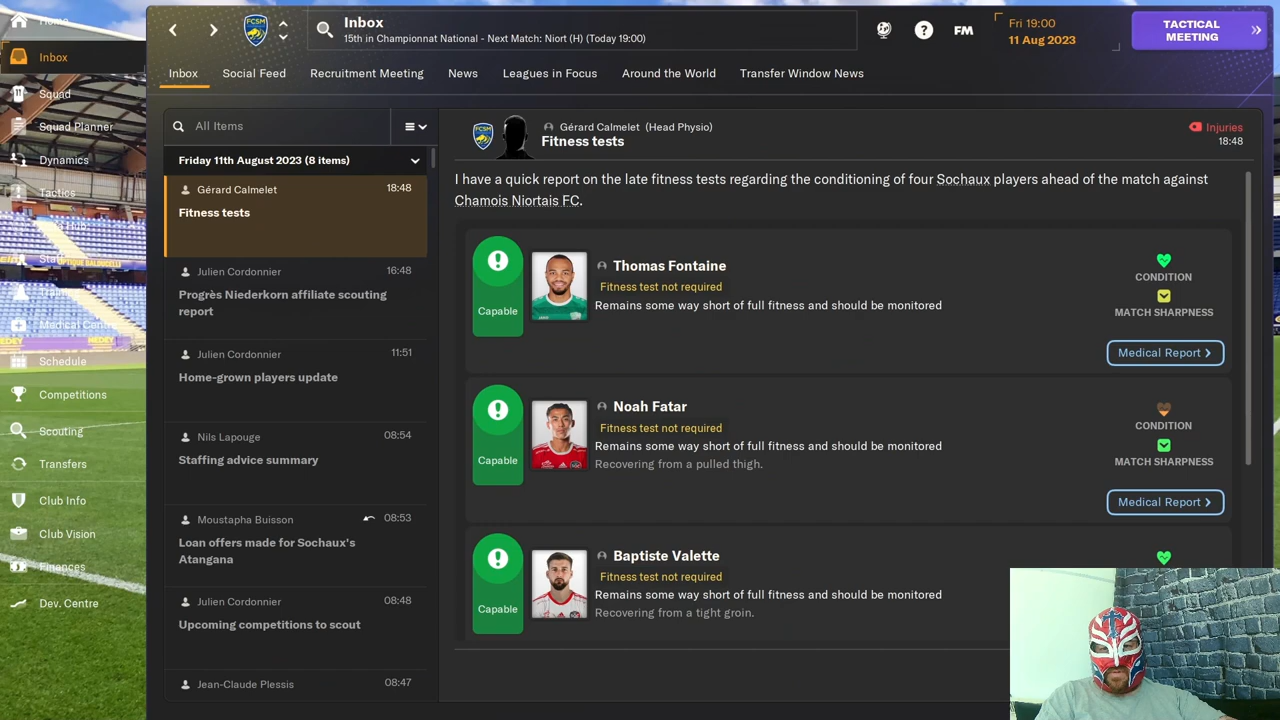 Home
Inbox
Squad
Squad Planner
Dynamics
Tactics
Medical Centre
Schedule
Competitions
Scouting
Transfers
Club Info
Club Vision
Finances
Dev. Centre
FCSM
Inbox
15th in Championnat National - Next Match: Niort (H) (Today 19:00)
FM
Fri 19:00
11 Aug 2023
TACTICAL
MEETING
Inbox
Social Feed
Recruitment Meeting
News
Leagues in Focus
Around the World
Transfer Window News
All Items
Friday 11th August 2023 (8 items)
Gérard Calmelet 18:48
Fitness tests
Julien Cordonnier 16:48
Progrès Niederkorn affiliate scouting
report
Julien Cordonnier 11:51
Home-grown players update
Nils Lapouge 08:54
Staffing advice summary
Moustapha Buisson 08:53
Loan offers made for Sochaux's
Atangana
Julien Cordonnier 08:48
Upcoming competitions to scout
Jean-Claude Plessis 08:47
FCSM
Gérard Calmelet (Head Physio)
Fitness tests
Injuries
18:48
I have a quick report on the late fitness tests regarding the conditioning of four Sochaux players ahead of the match against
Chamois Niortais FC.
Capable
Thomas Fontaine
Fitness test not required
Remains some way short of full fitness and should be monitored
CONDITION
MATCH SHARPNESS
Medical Report
Capable
Noah Fatar
Fitness test not required
Remains some way short of full fitness and should be monitored
Recovering from a pulled thigh.
CONDITION
MATCH SHARPNESS
Medical Report
Capable
Baptiste Valette
Fitness test not required
Remains some way short of full fitness and should be monitored
Recovering from a tight groin.